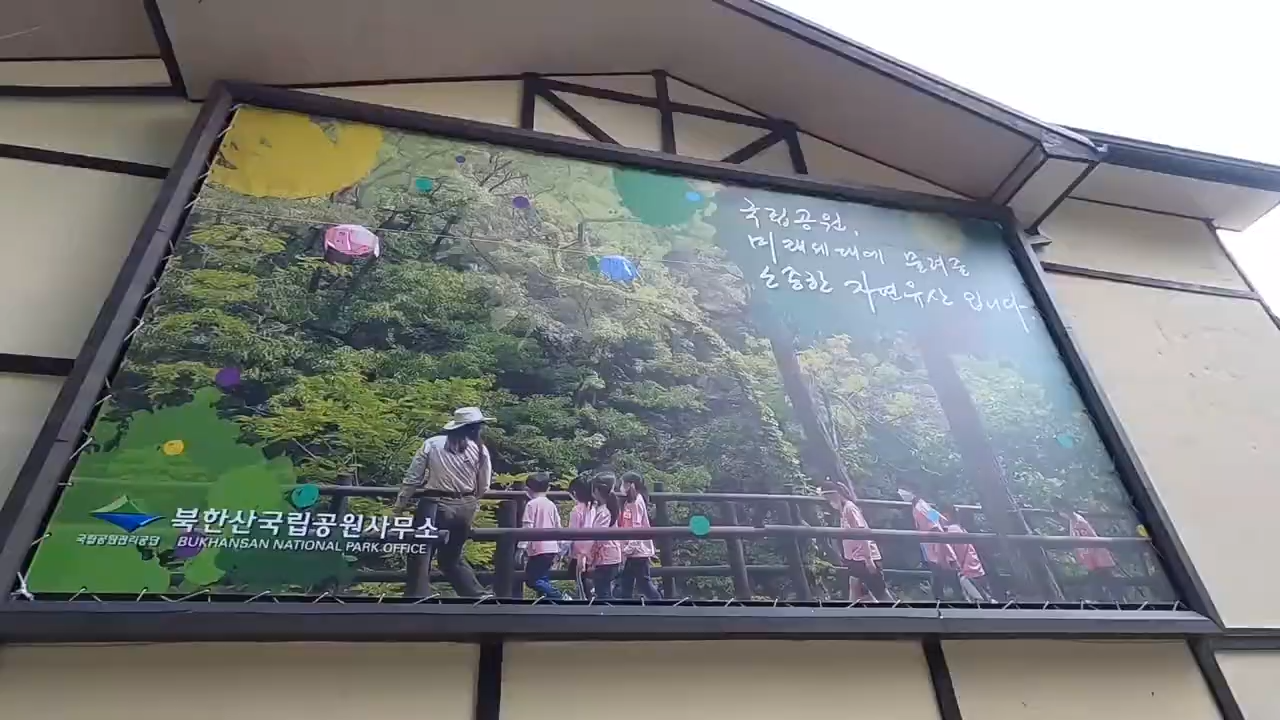 국립공원,
미래세대에 물려줄
소중한 자연유산 입니다.
국립공원관리공단
북한산국립공원사무소
BUKHANSAN NATIONAL PARK OFFICE